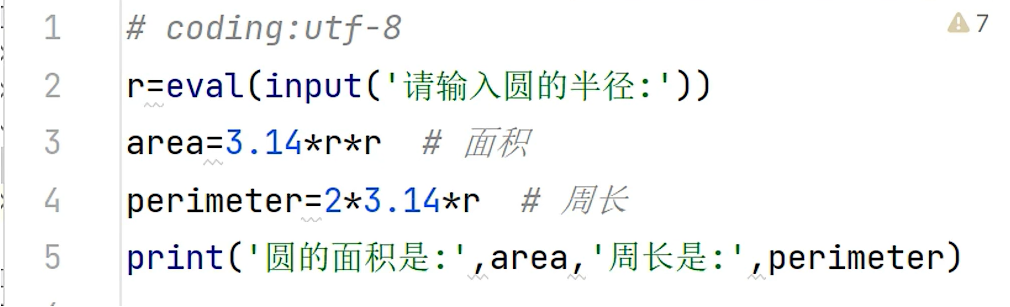 7
1 # coding:utf-8
2 r=eval(input('请输入圆的半径:'))
3 area=3.14*r*r  # 面积
4 perimeter=2*3.14*r  # 周长
5 print('圆的面积是:',area,'周长是:',perimeter)